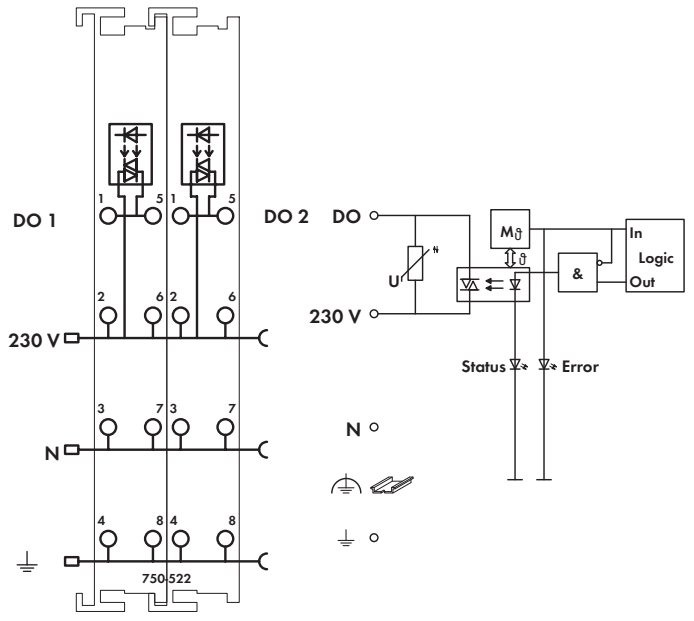 1 5 1 5
DO 1
DO 2
2 6 2 6
230 V
3 7 3 7
N
4 8 4 8
750-522
DO
Mϑ
In
Logic
ϑ
&
Out
U
230 V
Status
Error
N